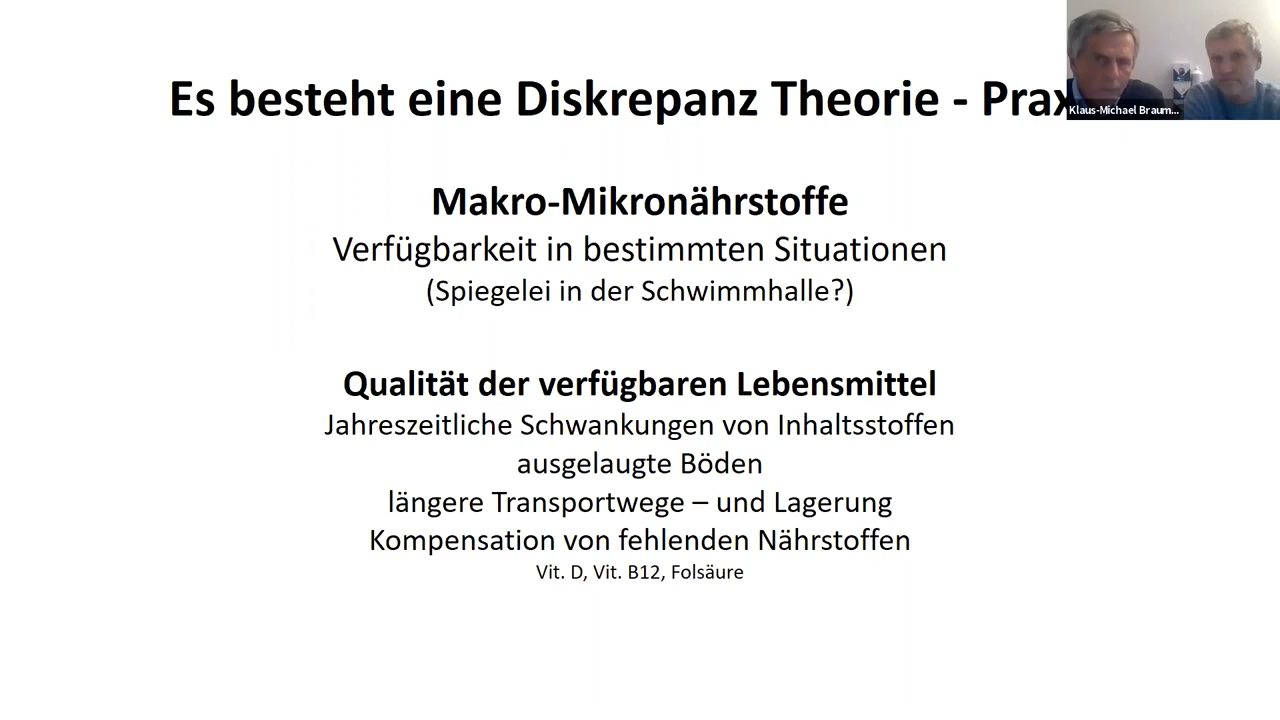 Es besteht eine Diskrepanz Theorie - Prax
Klaus-Michael Braum...
Makro-Mikronährstoffe
Verfügbarkeit in bestimmten Situationen
(Spiegelei in der Schwimmhalle?)
Qualität der verfügbaren Lebensmittel
Jahreszeitliche Schwankungen von Inhaltsstoffen
ausgelaugte Böden
längere Transportwege – und Lagerung
Kompensation von fehlenden Nährstoffen
Vit. D, Vit. B12, Folsäure